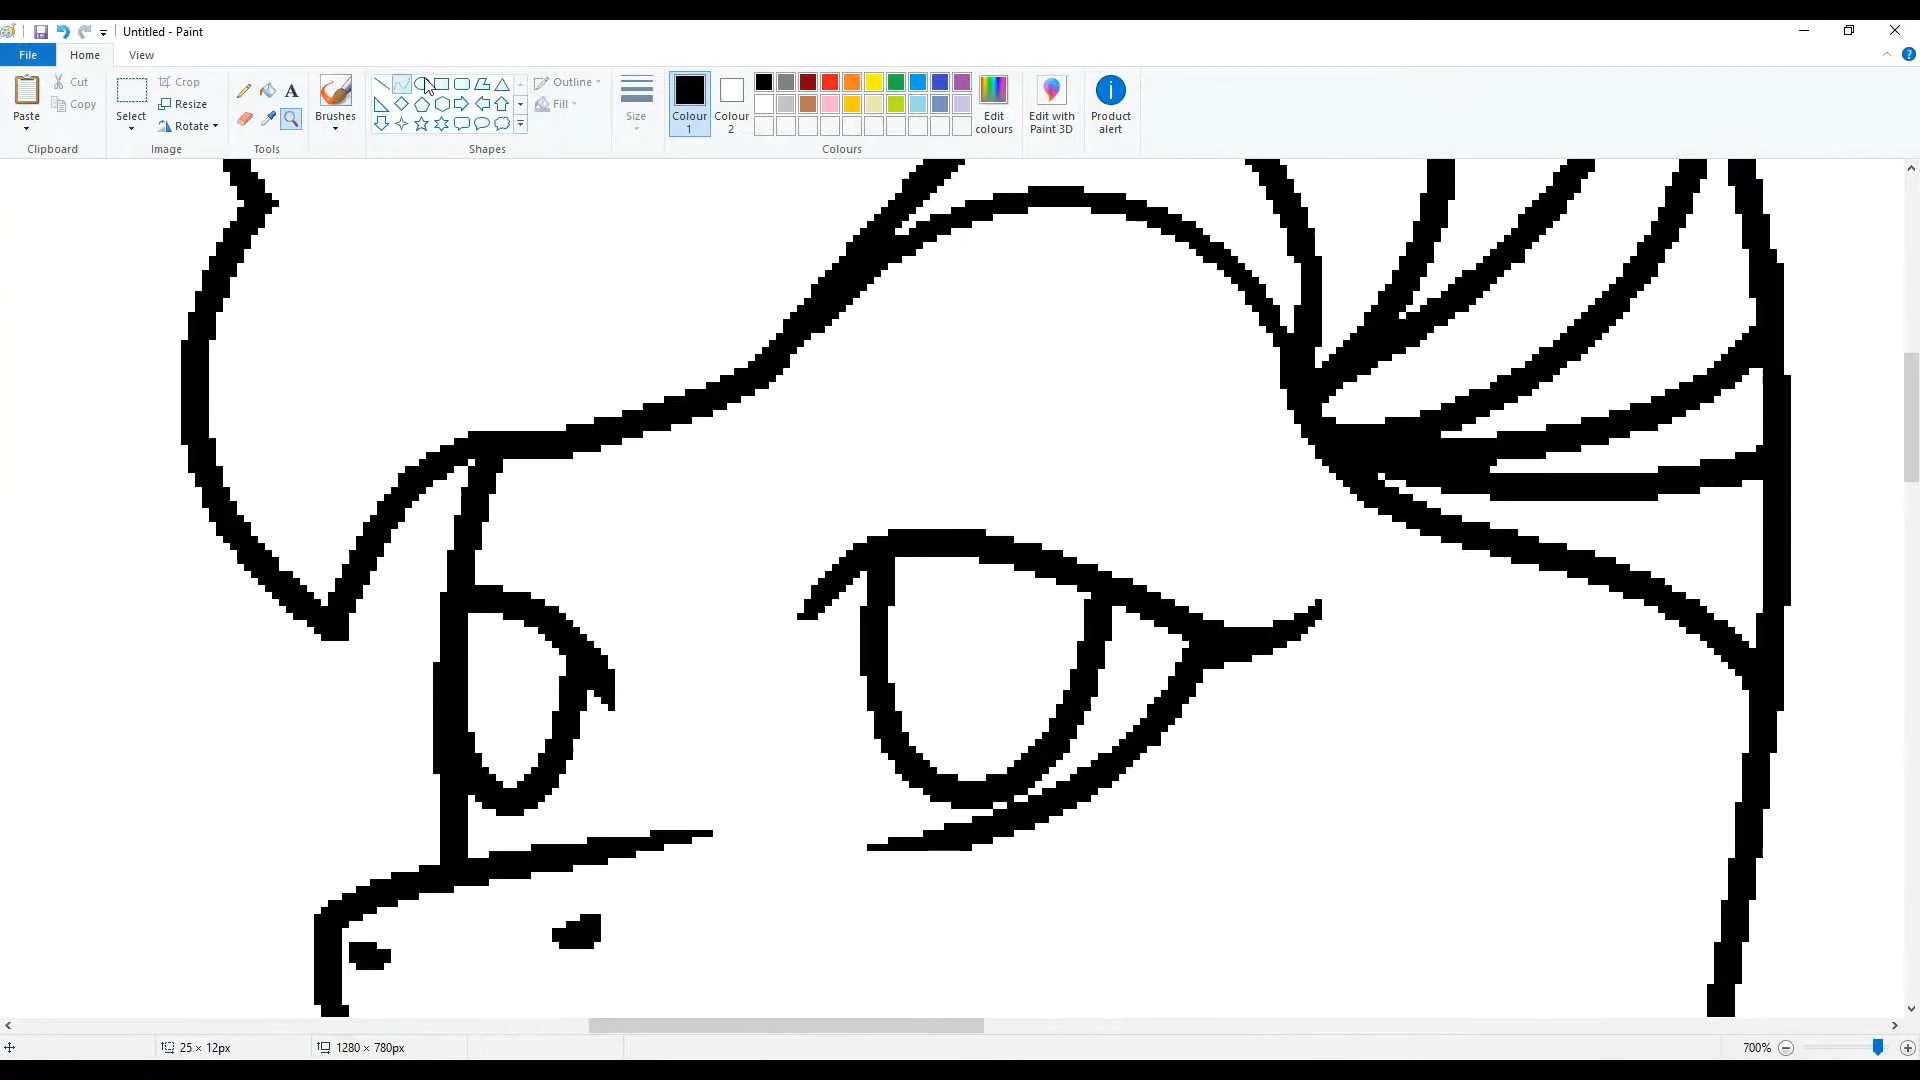 Untitled - Paint
File
Home
View
Paste
Cut
Copy
Clipboard
Select
Crop
Resize
Rotate
Image
A
Tools
Brushes
Outline
Fill
Shapes
Size
Colour 1
Colour 2
Edit colours
Colours
Edit with Paint 3D
Product alert
25 × 12px
1280 × 780px
700%